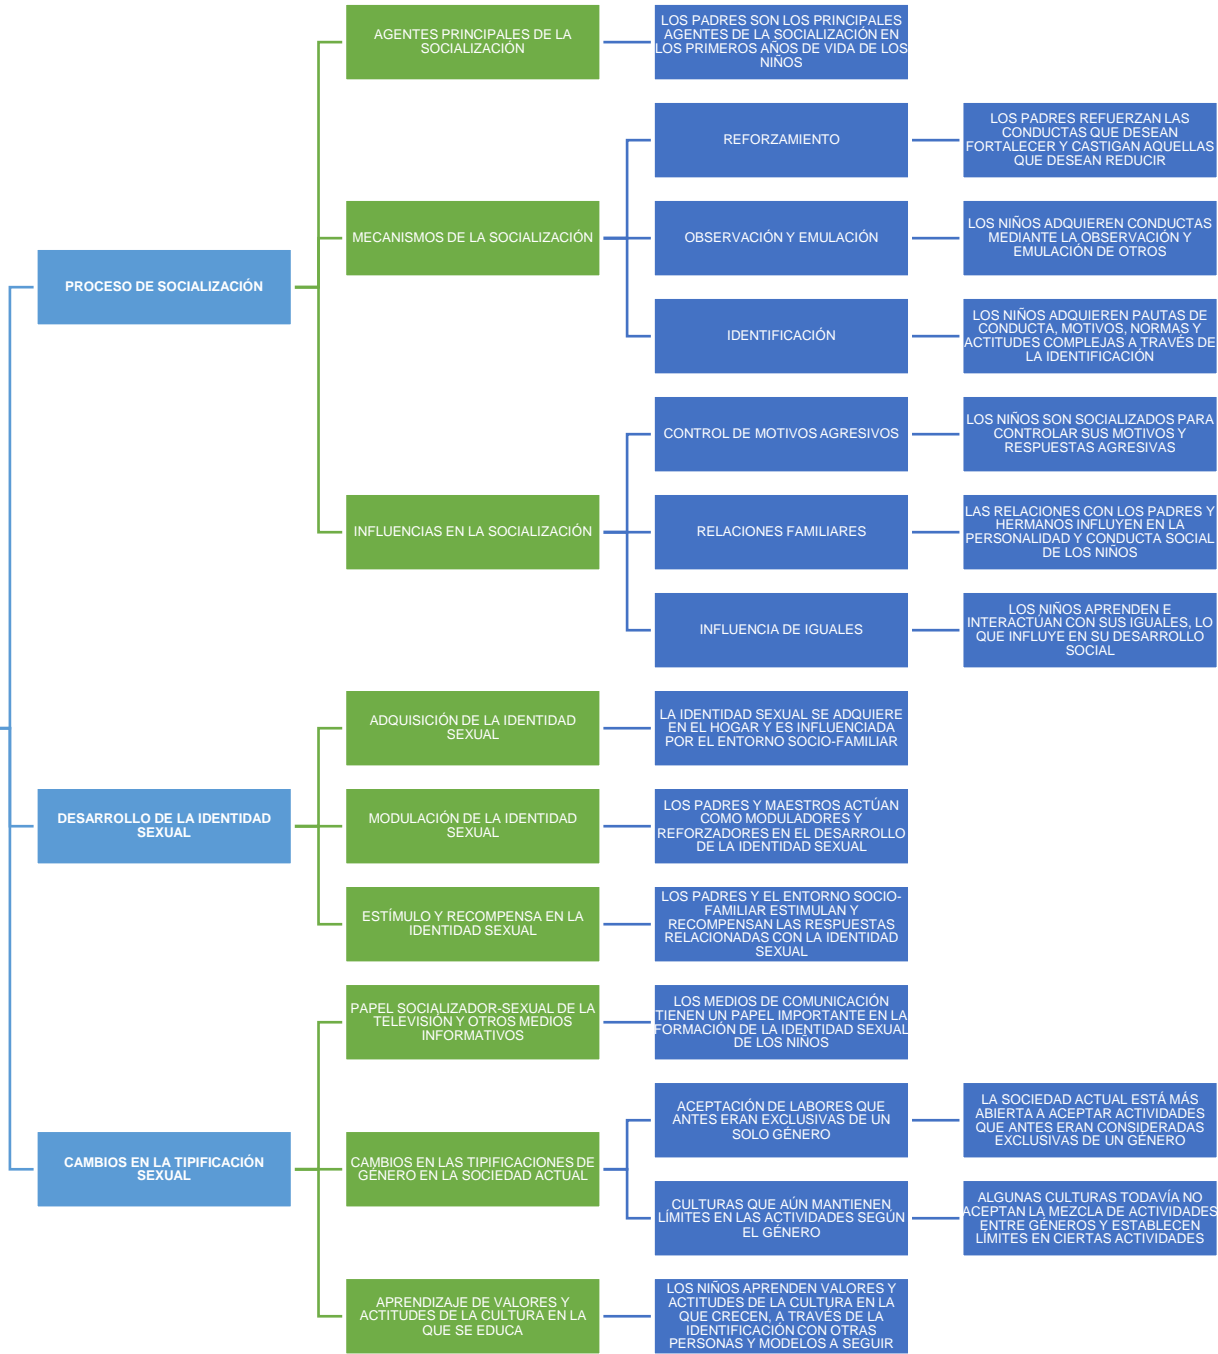 PROCESO DE SOCIALIZACIÓN
AGENTES PRINCIPALES DE LA
SOCIALIZACIÓN
LOS PADRES SON LOS PRINCIPALES
AGENTES DE LA SOCIALIZACIÓN EN
LOS PRIMEROS AÑOS DE VIDA DE LOS
NIÑOS
MECANISMOS DE LA SOCIALIZACIÓN
REFORZAMIENTO
LOS PADRES REFUERZAN LAS
CONDUCTAS QUE DESEAN
FORTALECER Y CASTIGAN AQUELLAS
QUE DESEAN REDUCIR
OBSERVACIÓN Y EMULACIÓN
LOS NIÑOS ADQUIEREN CONDUCTAS
MEDIANTE LA OBSERVACIÓN Y
EMULACIÓN DE OTROS
IDENTIFICACIÓN
LOS NIÑOS ADQUIEREN PAUTAS DE
CONDUCTA, MOTIVOS, NORMAS Y
ACTITUDES COMPLEJAS A TRAVÉS DE
LA IDENTIFICACIÓN
INFLUENCIAS EN LA SOCIALIZACIÓN
CONTROL DE MOTIVOS AGRESIVOS
LOS NIÑOS SON SOCIALIZADOS PARA
CONTROLAR SUS MOTIVOS Y
RESPUESTAS AGRESIVAS
RELACIONES FAMILIARES
LAS RELACIONES CON LOS PADRES Y
HERMANOS INFLUYEN EN LA
PERSONALIDAD Y CONDUCTA SOCIAL
DE LOS NIÑOS
INFLUENCIA DE IGUALES
LOS NIÑOS APRENDEN E
INTERACTÚAN CON SUS IGUALES, LO
QUE INFLUYE EN SU DESARROLLO
SOCIAL
DESARROLLO DE LA IDENTIDAD
SEXUAL
ADQUISICIÓN DE LA IDENTIDAD
SEXUAL
LA IDENTIDAD SEXUAL SE ADQUIERE
EN EL HOGAR Y ES INFLUENCIADA
POR EL ENTORNO SOCIO-FAMILIAR
MODULACIÓN DE LA IDENTIDAD
SEXUAL
LOS PADRES Y MAESTROS ACTÚAN
COMO MODULADORES Y
REFORZADORES EN EL DESARROLLO
DE LA IDENTIDAD SEXUAL
ESTÍMULO Y RECOMPENSA EN LA
IDENTIDAD SEXUAL
LOS PADRES Y EL ENTORNO SOCIO-
FAMILIAR ESTIMULAN Y
RECOMPENSAN LAS RESPUESTAS
RELACIONADAS CON LA IDENTIDAD
SEXUAL
CAMBIOS EN LA TIPIFICACIÓN
SEXUAL
PAPEL SOCIALIZADOR-SEXUAL DE LA
TELEVISIÓN Y OTROS MEDIOS
INFORMATIVOS
LOS MEDIOS DE COMUNICACIÓN
TIENEN UN PAPEL IMPORTANTE EN LA
FORMACIÓN DE LA IDENTIDAD SEXUAL
DE LOS NIÑOS
CAMBIOS EN LAS TIPIFICACIONES DE
GÉNERO EN LA SOCIEDAD ACTUAL
ACEPTACIÓN DE LABORES QUE
ANTES ERAN EXCLUSIVAS DE UN
SOLO GÉNERO
LA SOCIEDAD ACTUAL ESTÁ MÁS
ABIERTA A ACEPTAR ACTIVIDADES
QUE ANTES ERAN CONSIDERADAS
EXCLUSIVAS DE UN GÉNERO
CULTURAS QUE AÚN MANTIENEN
LÍMITES EN LAS ACTIVIDADES SEGÚN
EL GÉNERO
ALGUNAS CULTURAS TODAVÍA NO
ACEPTAN LA MEZCLA DE ACTIVIDADES
ENTRE GÉNEROS Y ESTABLECEN
LÍMITES EN CIERTAS ACTIVIDADES
APRENDIZAJE DE VALORES Y
ACTITUDES DE LA CULTURA EN LA
QUE SE EDUCA
LOS NIÑOS APRENDEN VALORES Y
ACTITUDES DE LA CULTURA EN LA
QUE CRECEN, A TRAVÉS DE LA
IDENTIFICACIÓN CON OTRAS
PERSONAS Y MODELOS A SEGUIR